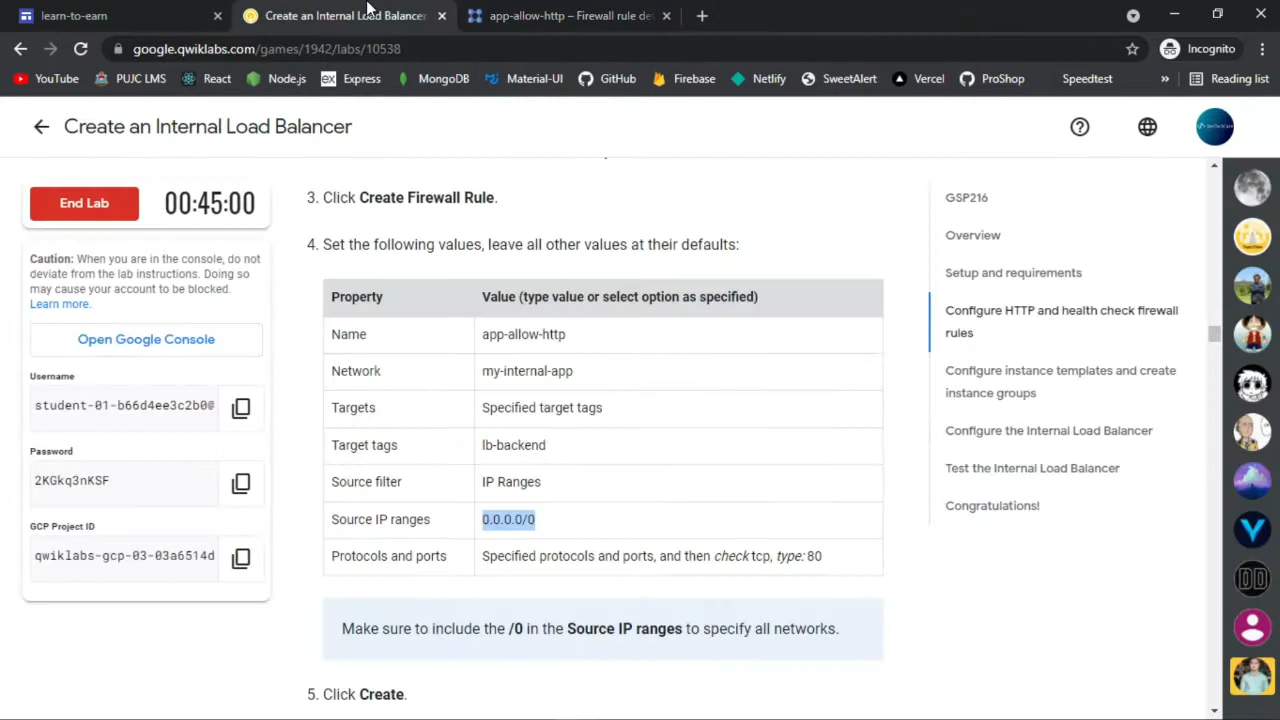 learn-to-earn
Create an Internal Load Balancer
app-allow-http – Firewall rule det
google.qwiklabs.com/games/1942/labs/10538
Incognito
YouTube
PUJC LMS
React
Node.js
ex Express
MongoDB
Material-UI
GitHub
Firebase
Netlify
SweetAlert
Vercel
ProShop
Speedtest
»
Reading list
Create an Internal Load Balancer
End Lab
00:45:00
Caution: When you are in the console, do not
deviate from the lab instructions. Doing so
may cause your account to be blocked.
Learn more.
Open Google Console
Username
student-01-b66d4ee3c2b0@
Password
2KGkq3nKSF
GCP Project ID
qwiklabs-gcp-03-03a6514d
3. Click Create Firewall Rule.
4. Set the following values, leave all other values at their defaults:
Property Value (type value or select option as specified)
Name app-allow-http
Network my-internal-app
Targets Specified target tags
Target tags lb-backend
Source filter IP Ranges
Source IP ranges 0.0.0.0/0
Protocols and ports Specified protocols and ports, and then check tcp, type: 80
Make sure to include the /0 in the Source IP ranges to specify all networks.
5. Click Create.
GSP216
Overview
Setup and requirements
Configure HTTP and health check firewall
rules
Configure instance templates and create
instance groups
Configure the Internal Load Balancer
Test the Internal Load Balancer
Congratulations!